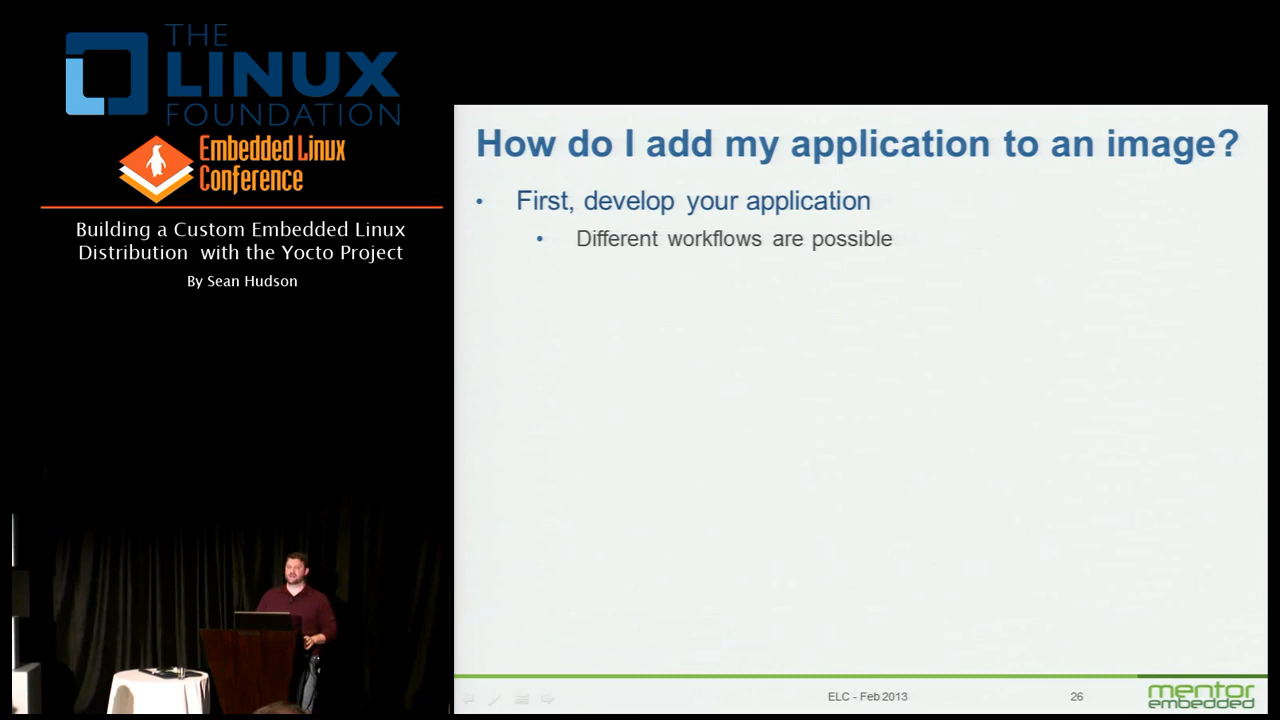 THE
LINUX
FOUNDATION
Embedded Linux
Conference
Building a Custom Embedded Linux
Distribution with the Yocto Project
By Sean Hudson
How do I add my application to an image?
• First, develop your application
• Different workflows are possible
ELC - Feb 2013
26
mentor
embedded